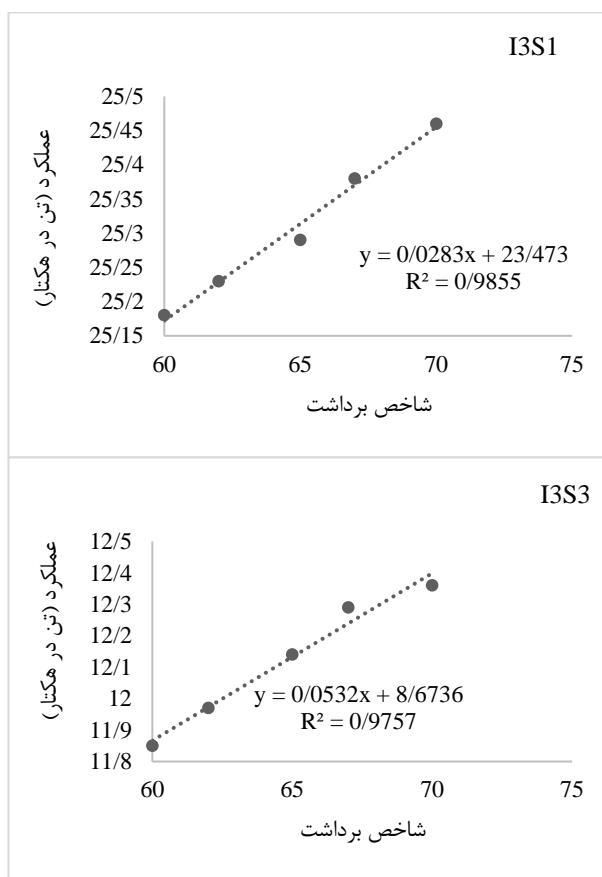 I3S1
25/5
25/45
25/4
25/35
25/3
25/25
25/2
25/15
عملکرد (تن در هکتار)
y = 0/0283x + 23/473
R² = 0/9855
60 65 70 75
شاخص برداشت
I3S3
12/5
12/4
12/3
12/2
12/1
12
11/9
11/8
عملکرد (تن در هکتار)
y = 0/0532x + 8/6736
R² = 0/9757
60 65 70 75
شاخص برداشت